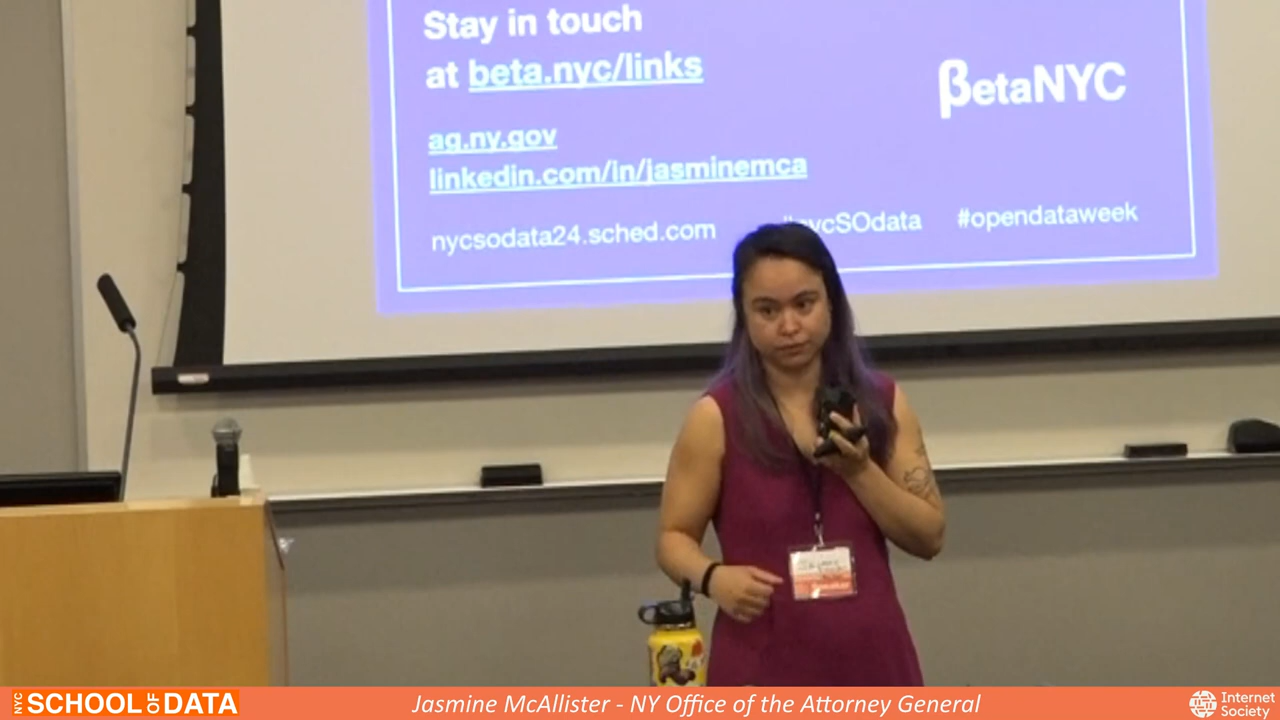 Stay in touch
at beta.nyc/links
βetaNYC
ag.ny.gov
linkedin.com/in/jasminemca
nycsodata24.sched.com
#opendataweek
NYC SCHOOL OF DATA
Jasmine McAllister - NY Office of the Attorney General
Internet
Society